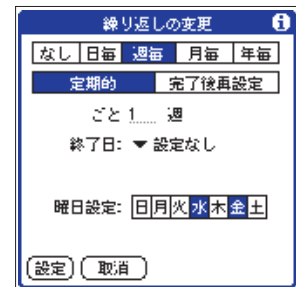 繰り返しの変更 i
なし 日毎 週毎 月毎 年毎
定期的 完了後再設定
ごと 1 週
終了日: ▼ 設定なし
曜日設定: 日 月 火 水 木 金 土
設定 取消